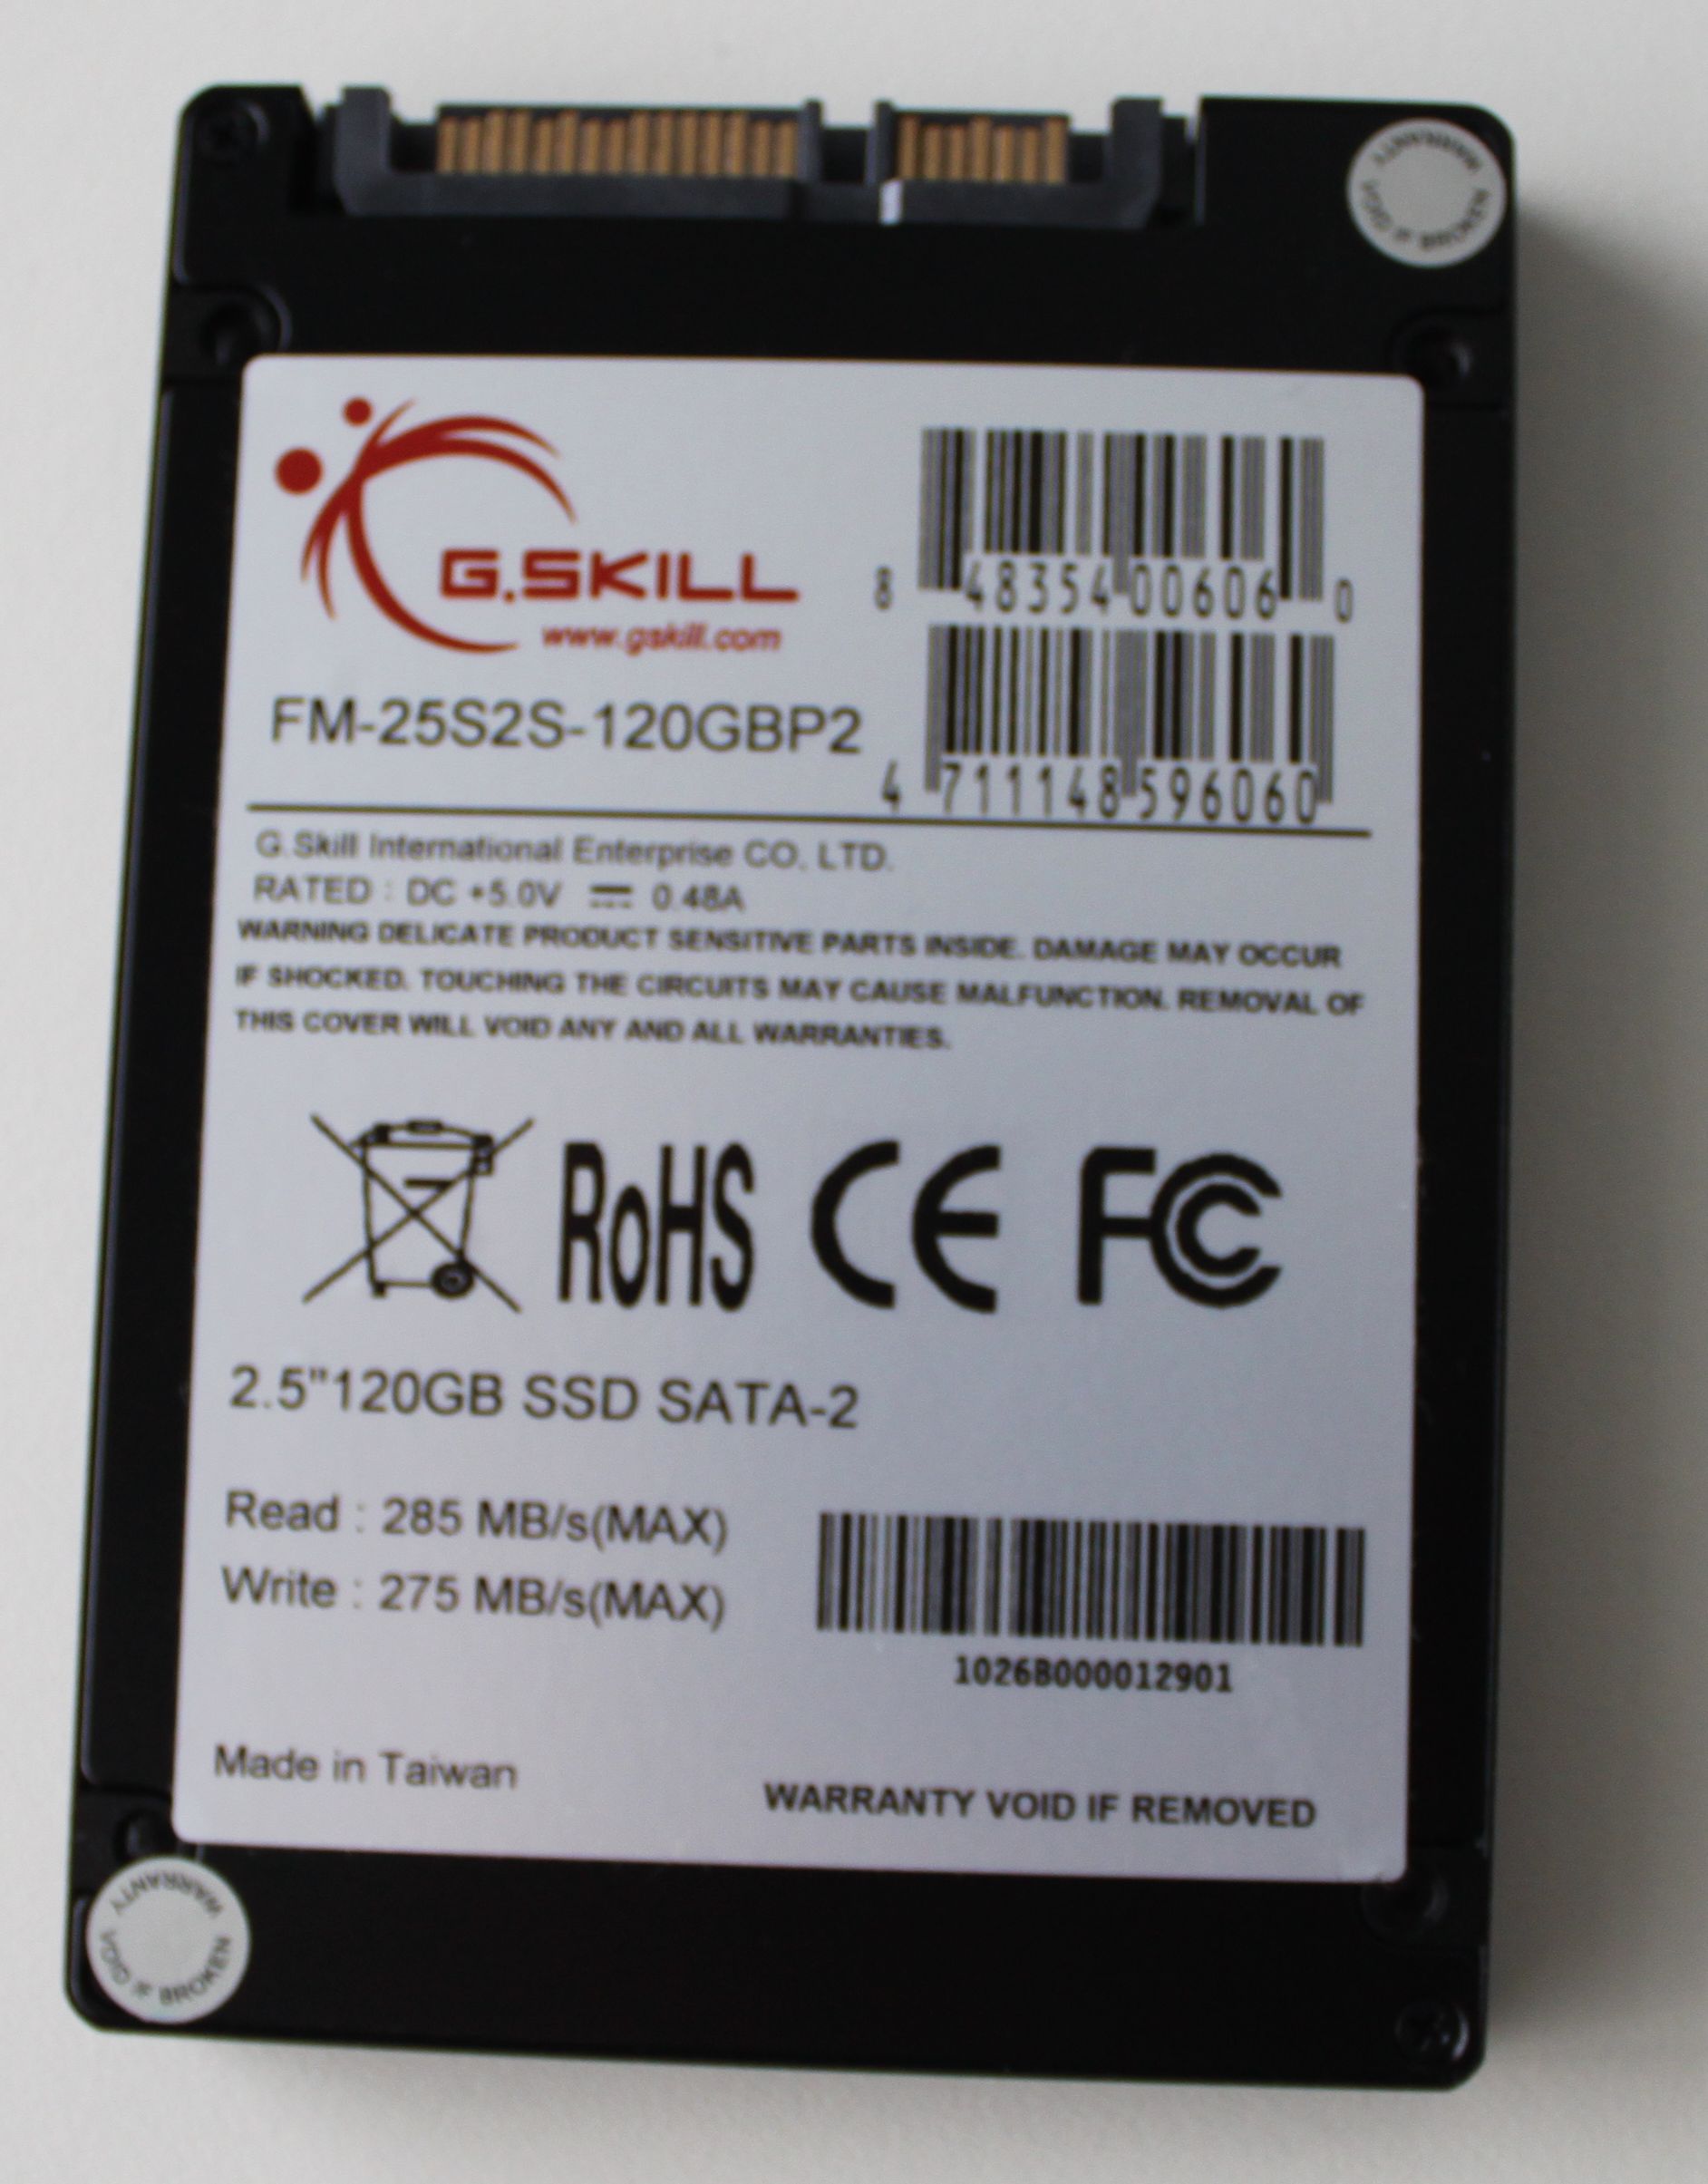 WARRANTY
VOID IF BROKEN
G.SKILL
www.gskill.com
8 48354 00606 0
FM-25S2S-120GBP2
4 711148 596060
G.Skill International Enterprise CO, LTD.
RATED : DC +5.0V ⎓ 0.48A
WARNING DELICATE PRODUCT SENSITIVE PARTS INSIDE. DAMAGE MAY OCCUR
IF SHOCKED. TOUCHING THE CIRCUITS MAY CAUSE MALFUNCTION. REMOVAL OF
THIS COVER WILL VOID ANY AND ALL WARRANTIES.
RoHS CE FC
2.5"120GB SSD SATA-2
Read : 285 MB/s(MAX)
Write : 275 MB/s(MAX)
1026B000012901
Made in Taiwan
WARRANTY VOID IF REMOVED
WARRANTY
VOID IF BROKEN